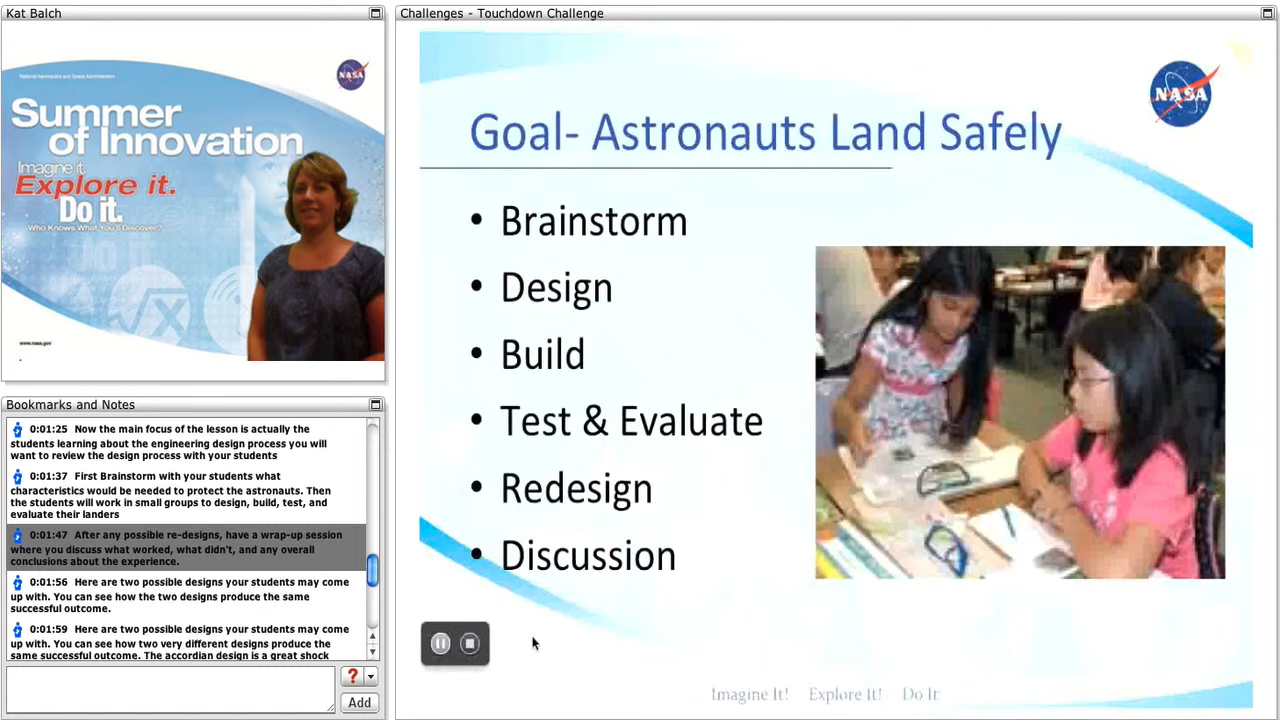 Kat Balch
National Aeronautics and Space Administration
NASA
Summer
of Innovation
Imagine it.
Explore it.
Do it.
Who Knows What You'll Discover?
www.nasa.gov
Bookmarks and Notes
0:01:25 Now the main focus of the lesson is actually the
students learning about the engineering design process you will
want to review the design process with your students
0:01:37 First Brainstorm with your students what
characteristics would be needed to protect the astronauts. Then
the students will work in small groups to design, build, test, and
evaluate their landers
0:01:47 After any possible re-designs, have a wrap-up session
where you discuss what worked, what didn't, and any overall
conclusions about the experience.
0:01:56 Here are two possible designs your students may come
up with. You can see how the two designs produce the same
successful outcome.
0:01:59 Here are two possible designs your students may come
up with. You can see how two very different designs produce the
same successful outcome. The accordian design is a great shock
?
Add
Challenges - Touchdown Challenge
NASA
Goal- Astronauts Land Safely
• Brainstorm
• Design
• Build
• Test & Evaluate
• Redesign
• Discussion
Imagine It! Explore It! Do It